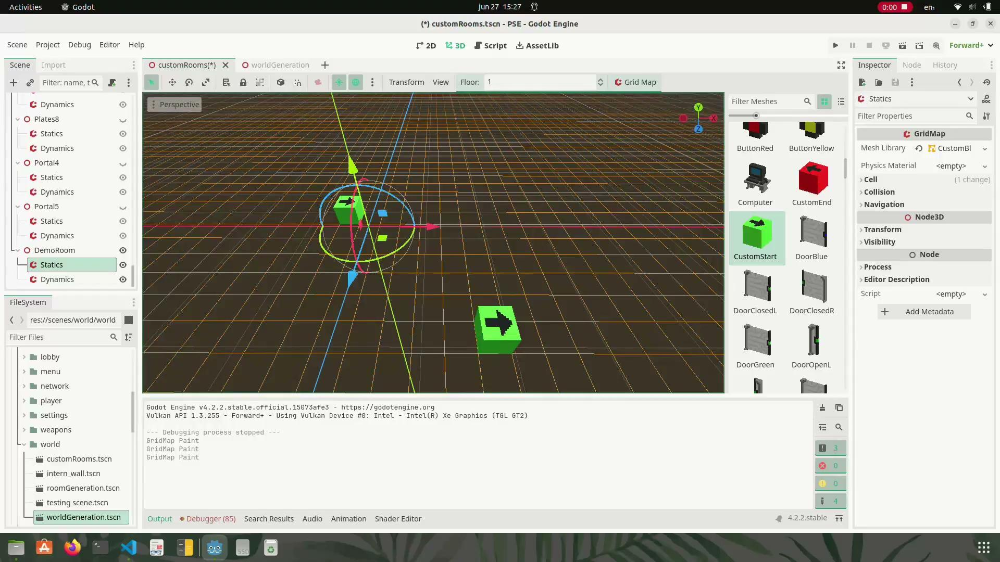 Activities
Godot
jun 27 15:27
0:00
en₁
(*) customRooms.tscn - PSE - Godot Engine
Scene
Project
Debug
Editor
Help
2D
3D
Script
AssetLib
Forward+
Scene
Import
Filter: name, t
Dynamics
Plates8
Statics
Dynamics
Portal4
Statics
Dynamics
Portal5
Statics
Dynamics
DemoRoom
Statics
Dynamics
FileSystem
res://scenes/world/world
Filter Files
lobby
menu
network
player
settings
weapons
world
customRooms.tscn
intern_wall.tscn
roomGeneration.tscn
testing scene.tscn
worldGeneration.tscn
customRooms(*)
worldGeneration
Transform
View
Floor:
1
Grid Map
Perspective
Y
X
Z
Filter Meshes
ButtonRed
ButtonYellow
Computer
CustomEnd
CustomStart
DoorBlue
DoorClosedL
DoorClosedR
DoorGreen
DoorOpenL
Godot Engine v4.2.2.stable.official.15073afe3 - https://godotengine.org
Vulkan API 1.3.255 - Forward+ - Using Vulkan Device #0: Intel - Intel(R) Xe Graphics (TGL GT2)
--- Debugging process stopped ---
GridMap Paint
GridMap Paint
GridMap Paint
3
0
0
4
Output
Debugger (85)
Search Results
Audio
Animation
Shader Editor
4.2.2.stable
Inspector
Node
History
Statics
Filter Properties
GridMap
Mesh Library
CustomBl
Physics Material
<empty>
Cell
(1 change)
Collision
Navigation
Node3D
Transform
Visibility
Node
Process
Editor Description
Script
<empty>
Add Metadata
SSD